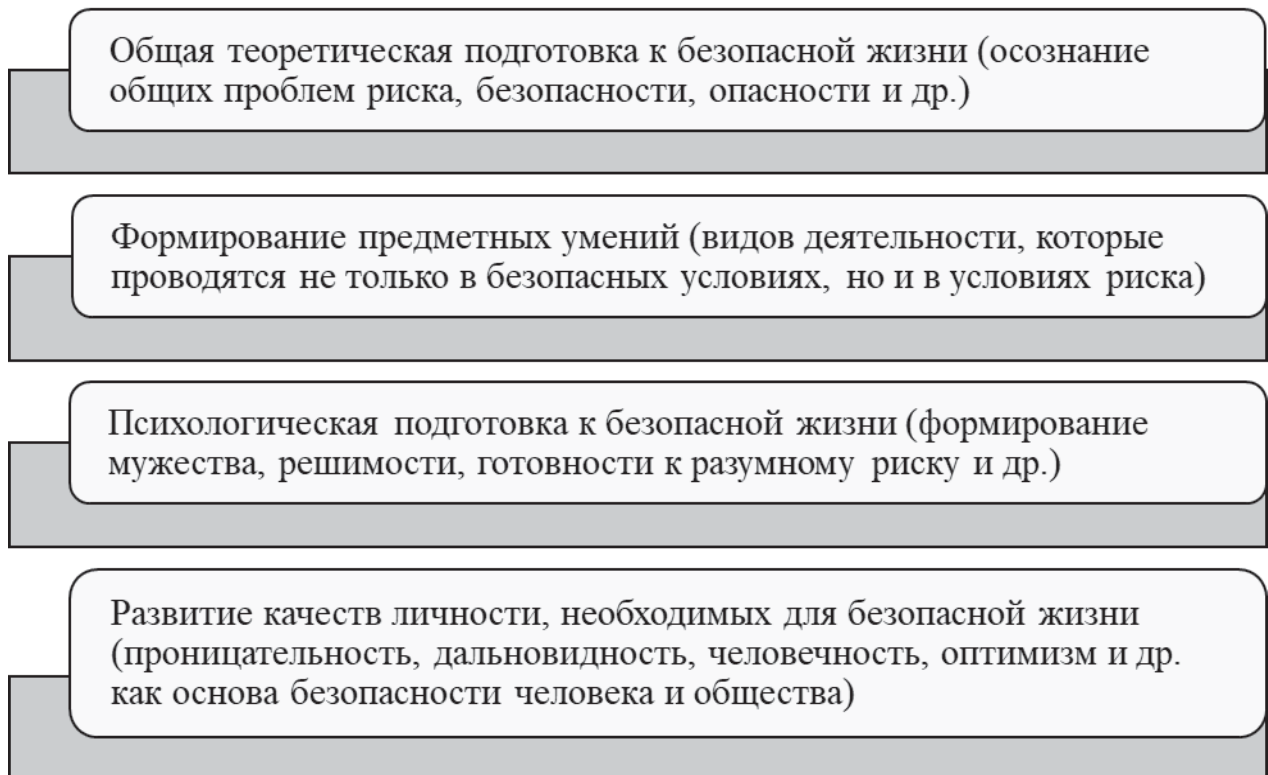 Общая теоретическая подготовка к безопасной жизни (осознание
общих проблем риска, безопасности, опасности и др.)
Формирование предметных умений (видов деятельности, которые
проводятся не только в безопасных условиях, но и в условиях риска)
Психологическая подготовка к безопасной жизни (формирование
мужества, решимости, готовности к разумному риску и др.)
Развитие качеств личности, необходимых для безопасной жизни
(проницательность, дальновидность, человечность, оптимизм и др.
как основа безопасности человека и общества)